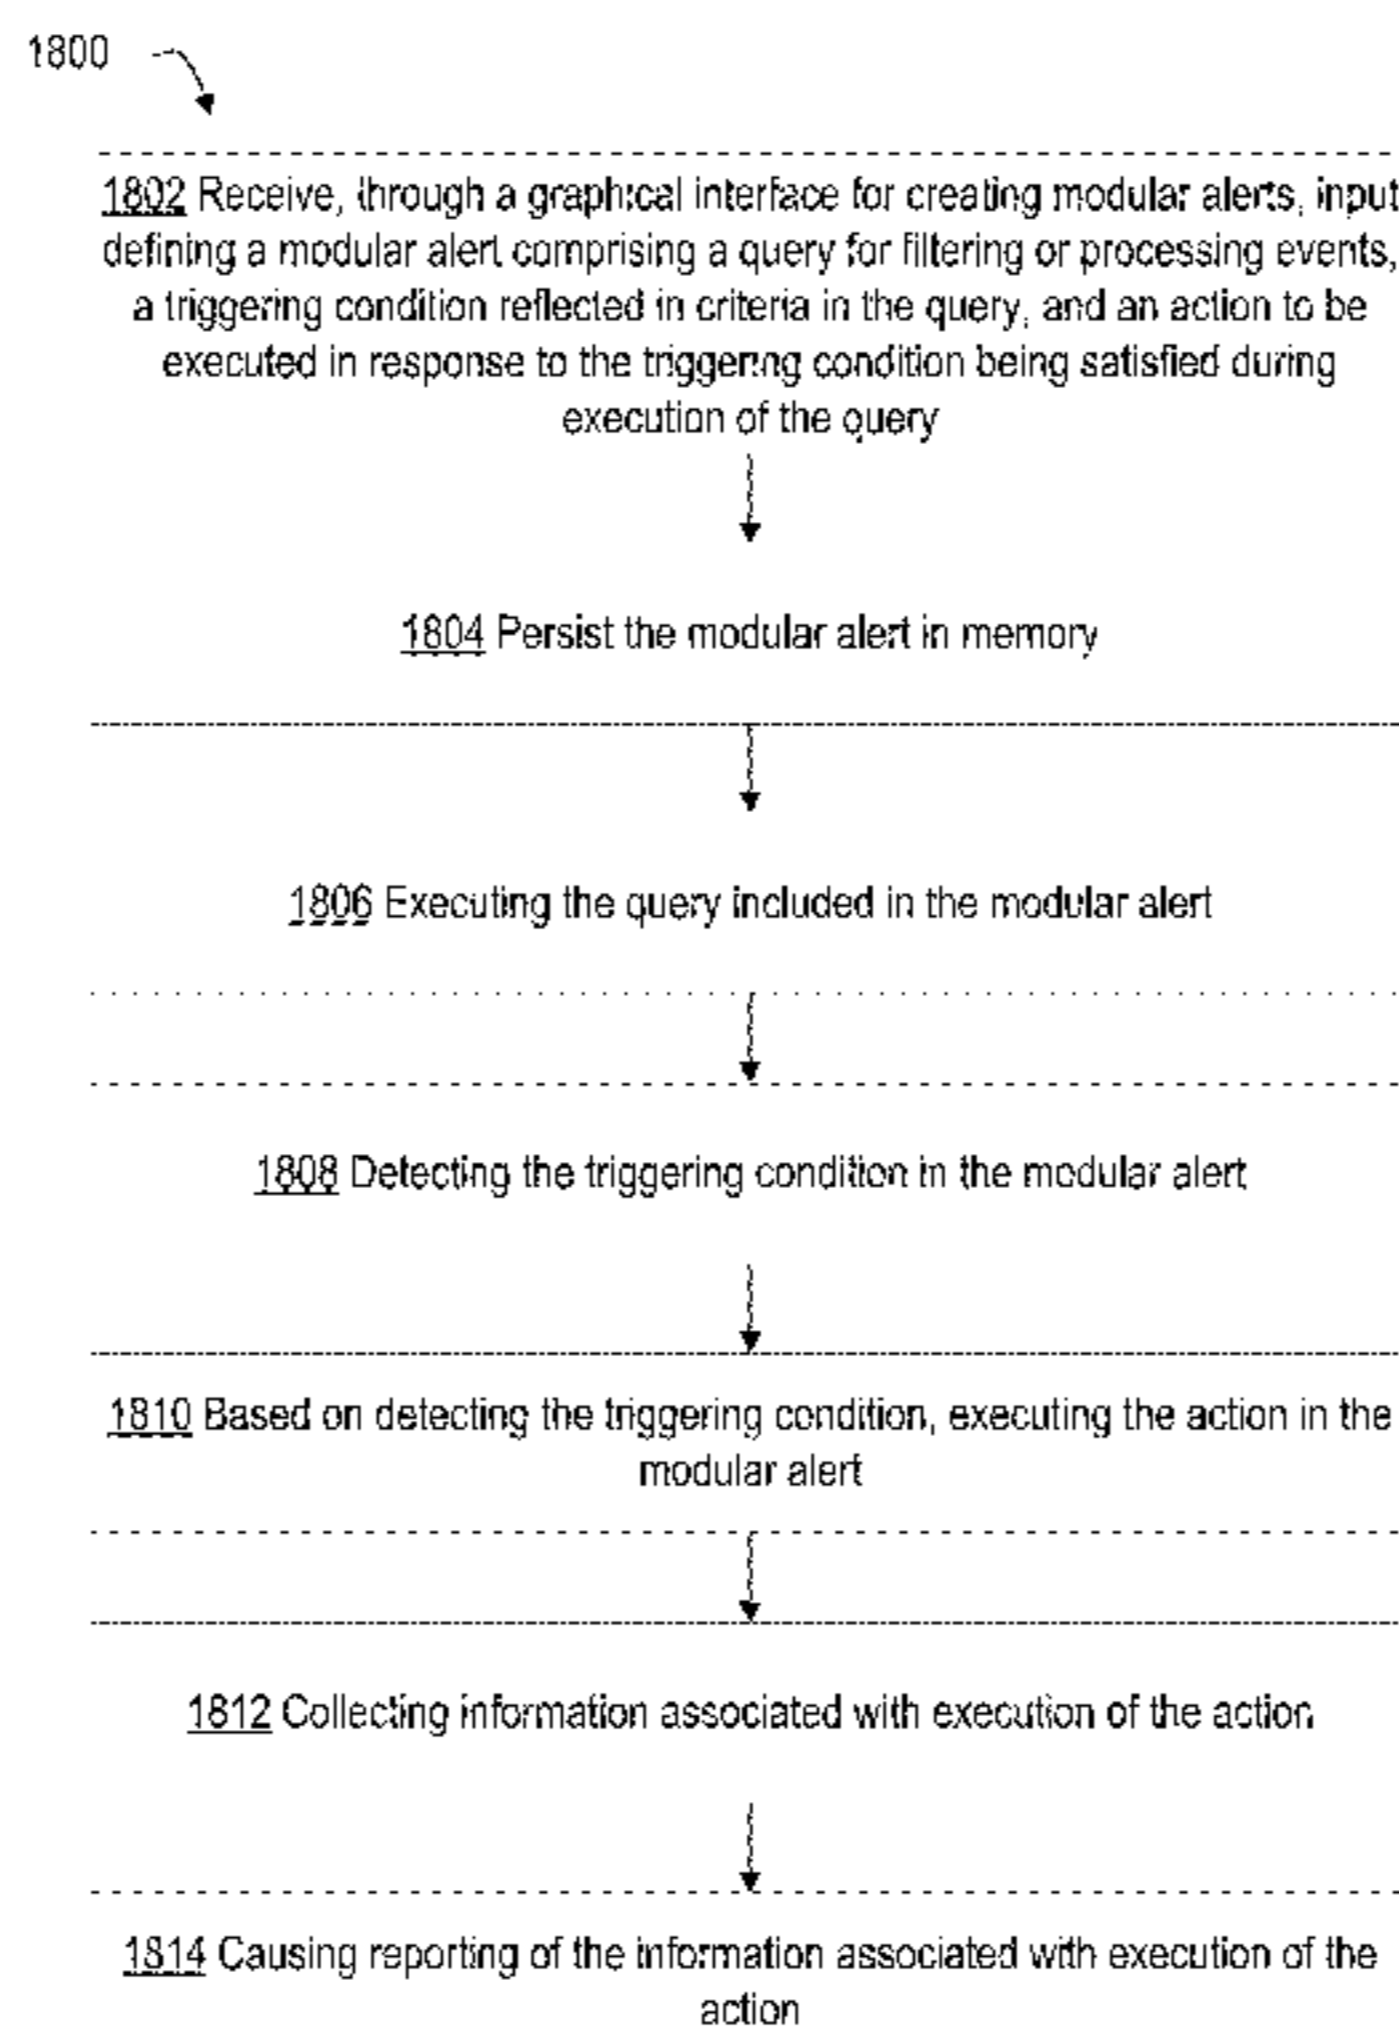 1800
1802 Receive, through a graphical interface for creating modular alerts, input
defining a modular alert comprising a query for filtering or processing events,
a triggering condition reflected in criteria in the query, and an action to be
executed in response to the triggering condition being satisfied during
execution of the query
1804 Persist the modular alert in memory
1806 Executing the query included in the modular alert
1808 Detecting the triggering condition in the modular alert
1810 Based on detecting the triggering condition, executing the action in the
modular alert
1812 Collecting information associated with execution of the action
1814 Causing reporting of the information associated with execution of the
action